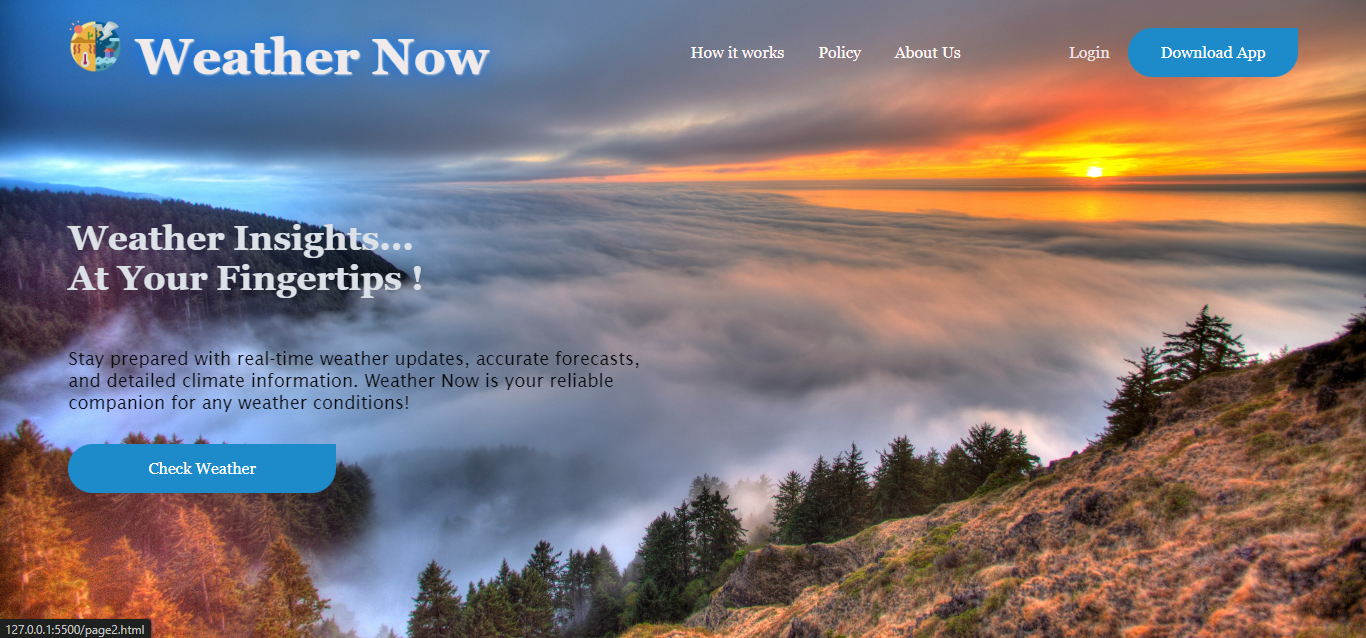 Weather Now
How it works
Policy
About Us
Login
Download App
Weather Insights...
At Your Fingertips !
Stay prepared with real-time weather updates, accurate forecasts,
and detailed climate information. Weather Now is your reliable
companion for any weather conditions!
Check Weather
127.0.0.1:5500/page2.html